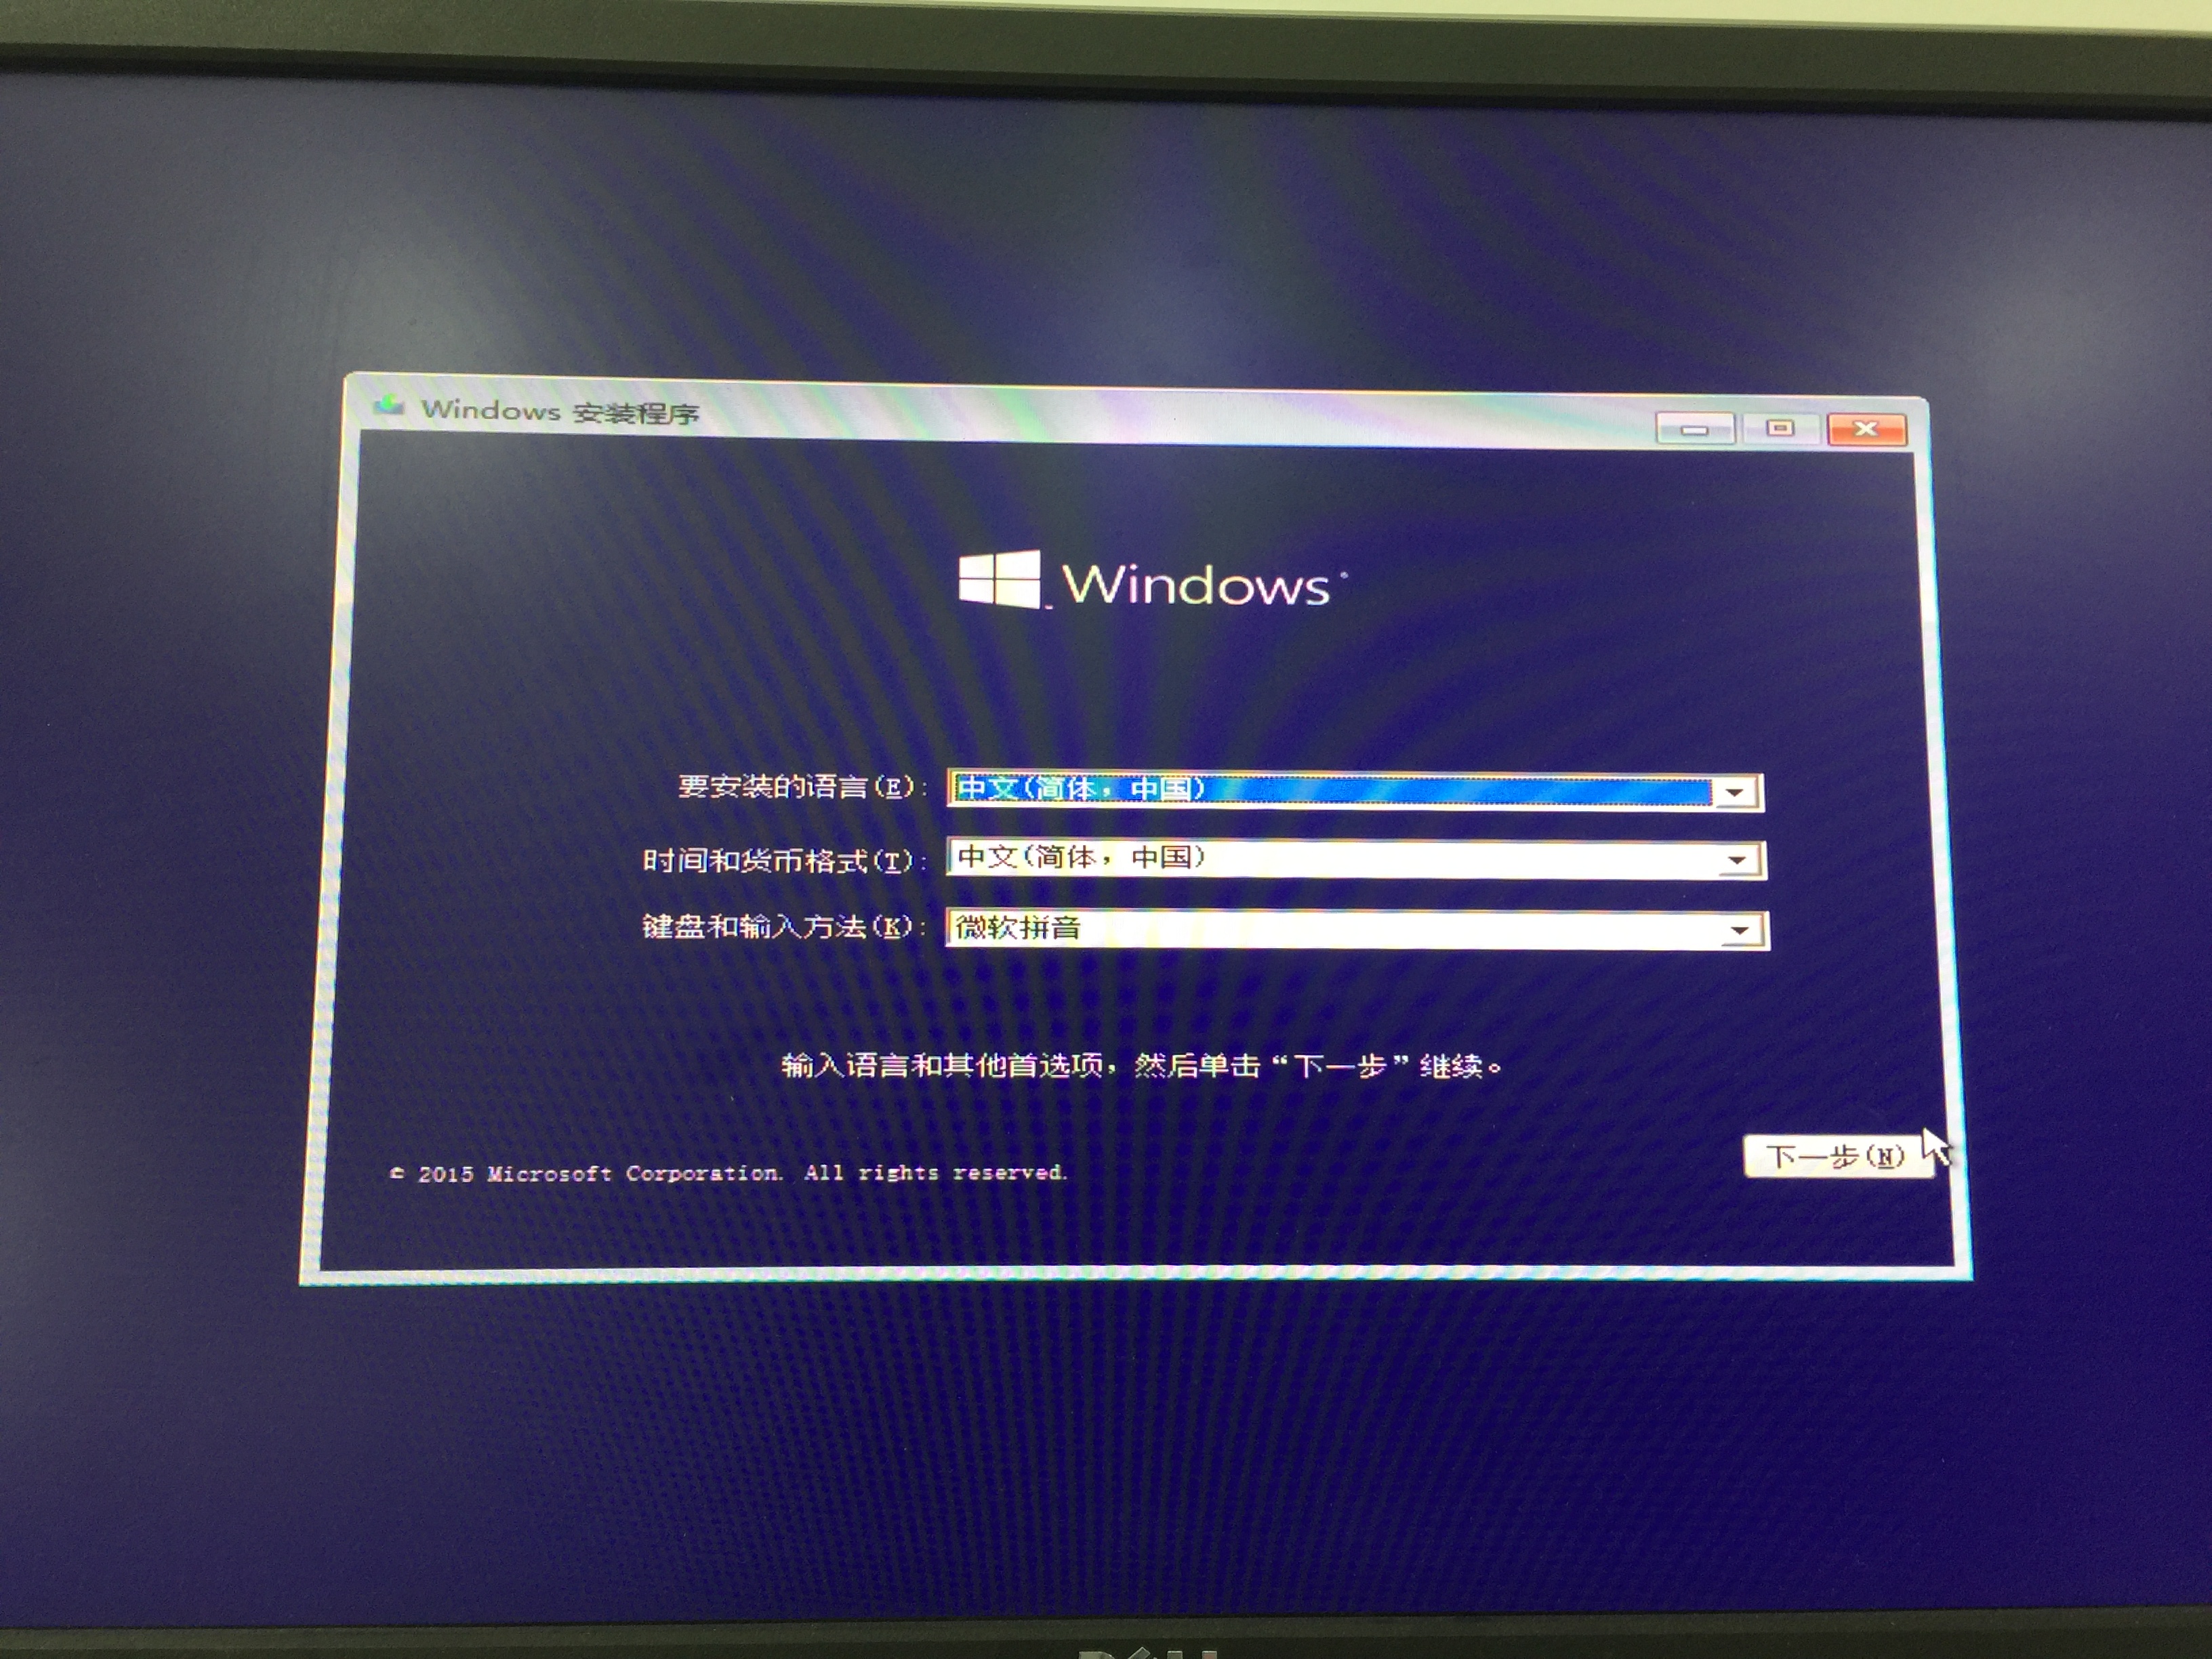 Windows 安装程序
Windows
要安装的语言(E): 中文(简体，中国)
时间和货币格式(T): 中文(简体，中国)
键盘和输入方法(K): 微软拼音
输入语言和其他首选项，然后单击“下一步”继续。
下一步(N)
© 2015 Microsoft Corporation. All rights reserved.